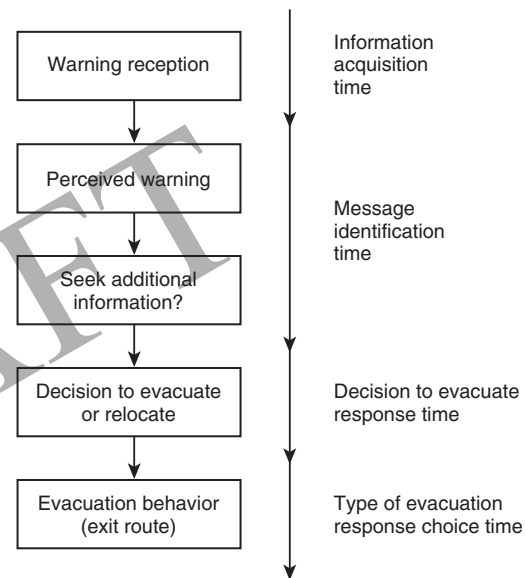 Warning reception
Information
acquisition
time
Perceived warning
Seek additional
information?
Message
identification
time
Decision to evacuate
or relocate
Decision to evacuate
response time
Evacuation behavior
(exit route)
Type of evacuation
response choice time
AFT